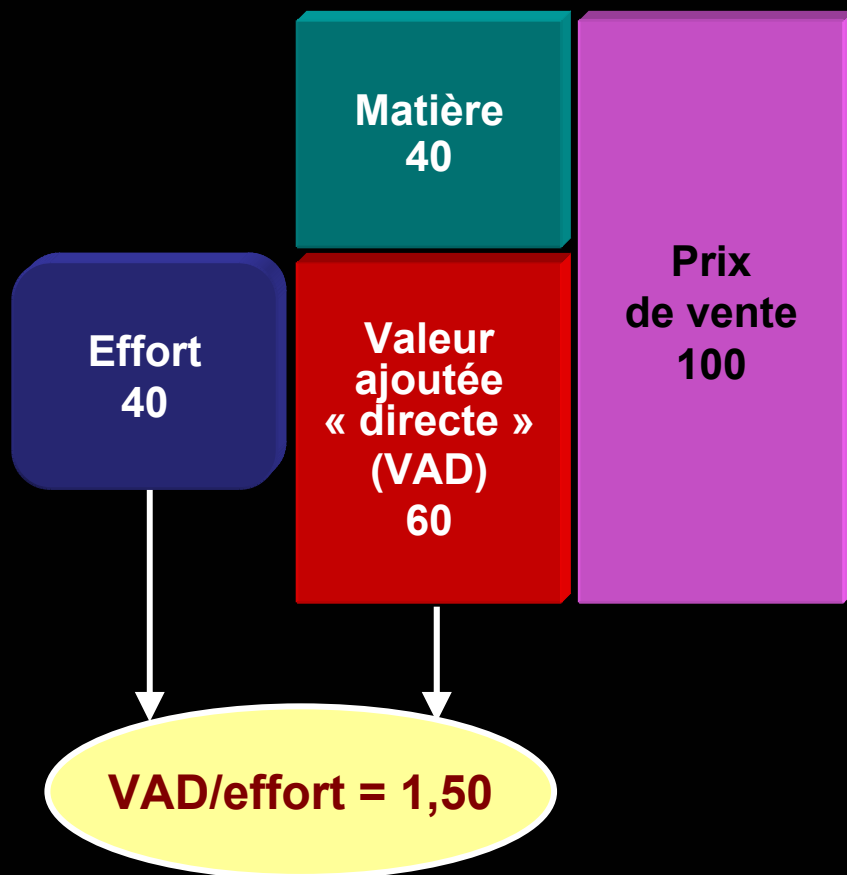 Matière
40
Prix
de vente
100
Effort
40
Valeur
ajoutée
« directe »
(VAD)
60
VAD/effort = 1,50